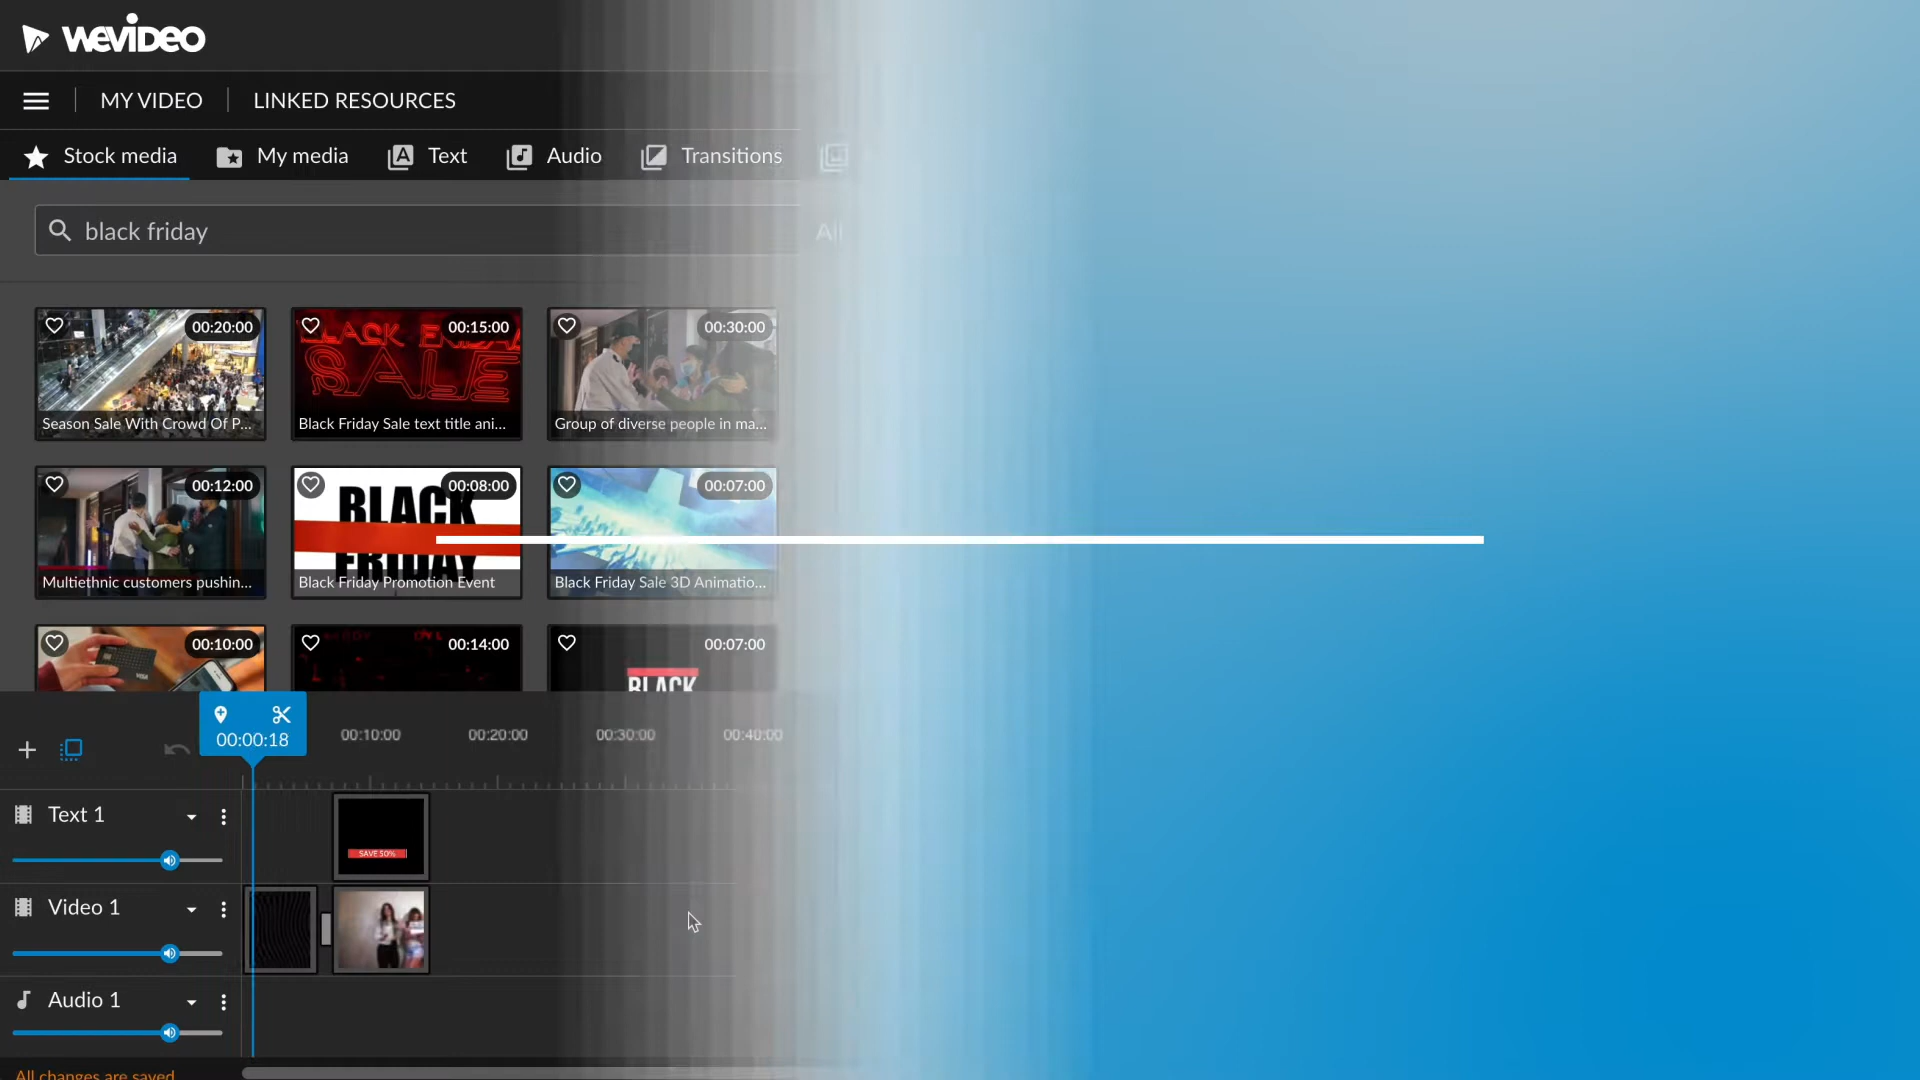 WEVIDEO
MY VIDEO
LINKED RESOURCES
Stock media
My media
Text
Audio
Transitions
black friday
All
00:20:00
Season Sale With Crowd Of P...
00:15:00
BLACK FRIDAY
SALE
Black Friday Sale text title ani...
00:30:00
Group of diverse people in ma...
00:12:00
Multiethnic customers pushin...
00:08:00
BLACK
FRIDAY
Black Friday Promotion Event
00:07:00
Black Friday Sale 3D Animatio...
00:10:00
VISA
00:14:00
00:07:00
BLACK
00:00:18
00:10:00
00:20:00
00:30:00
00:40:00
Text 1
SAVE 50%
Video 1
Audio 1
All changes are saved